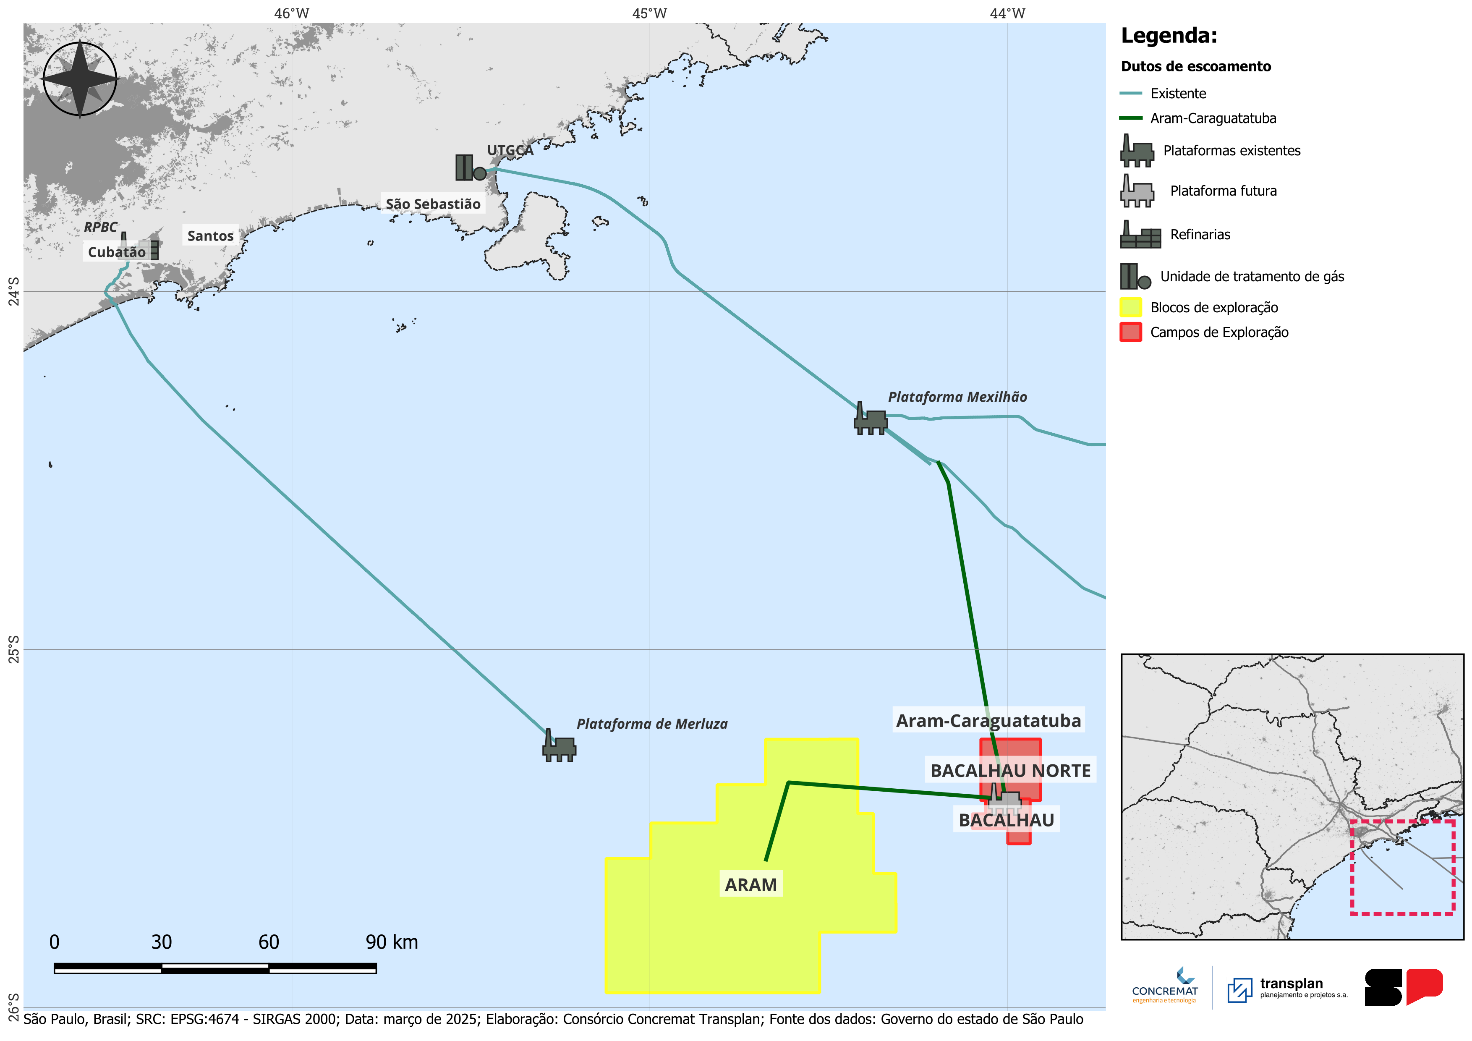 46°W
45°W
44°W
Legenda:
Dutos de escoamento
Existente
Aram-Caraguatatuba
Plataformas existentes
Plataforma futura
Refinarias
Unidade de tratamento de gás
Blocos de exploração
Campos de Exploração
UTGCA
São Sebastião
RPBC
Cubatão
Santos
24°S
Plataforma Mexilhão
25°S
Plataforma de Merluza
Aram-Caraguatatuba
BACALHAU NORTE
BACALHAU
ARAM
0 30 60 90 km
26°S
CONCREMAT
engenharia e tecnologia
transplan
planejamento e projetos s.a.
SP
São Paulo, Brasil; SRC: EPSG:4674 - SIRGAS 2000; Data: março de 2025; Elaboração: Consórcio Concremat Transplan; Fonte dos dados: Governo do estado de São Paulo